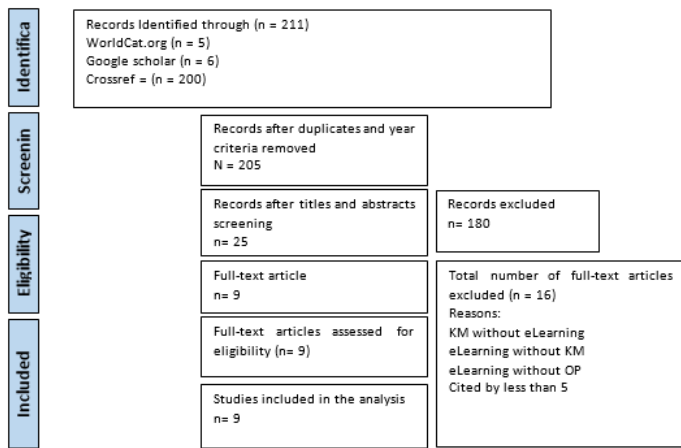 Identifica
Records Identified through (n = 211)
WorldCat.org (n = 5)
Google scholar (n = 6)
Crossref = (n = 200)
Screenin
Records after duplicates and year
criteria removed
N = 205
Records after titles and abstracts
screening
n= 25
Records excluded
n= 180
Eligibility
Full-text article
n= 9
Total number of full-text articles
excluded (n = 16)
Reasons:
KM without eLearning
eLearning without KM
eLearning without OP
Cited by less than 5
Included
Full-text articles assessed for
eligibility (n= 9)
Studies included in the analysis
n= 9